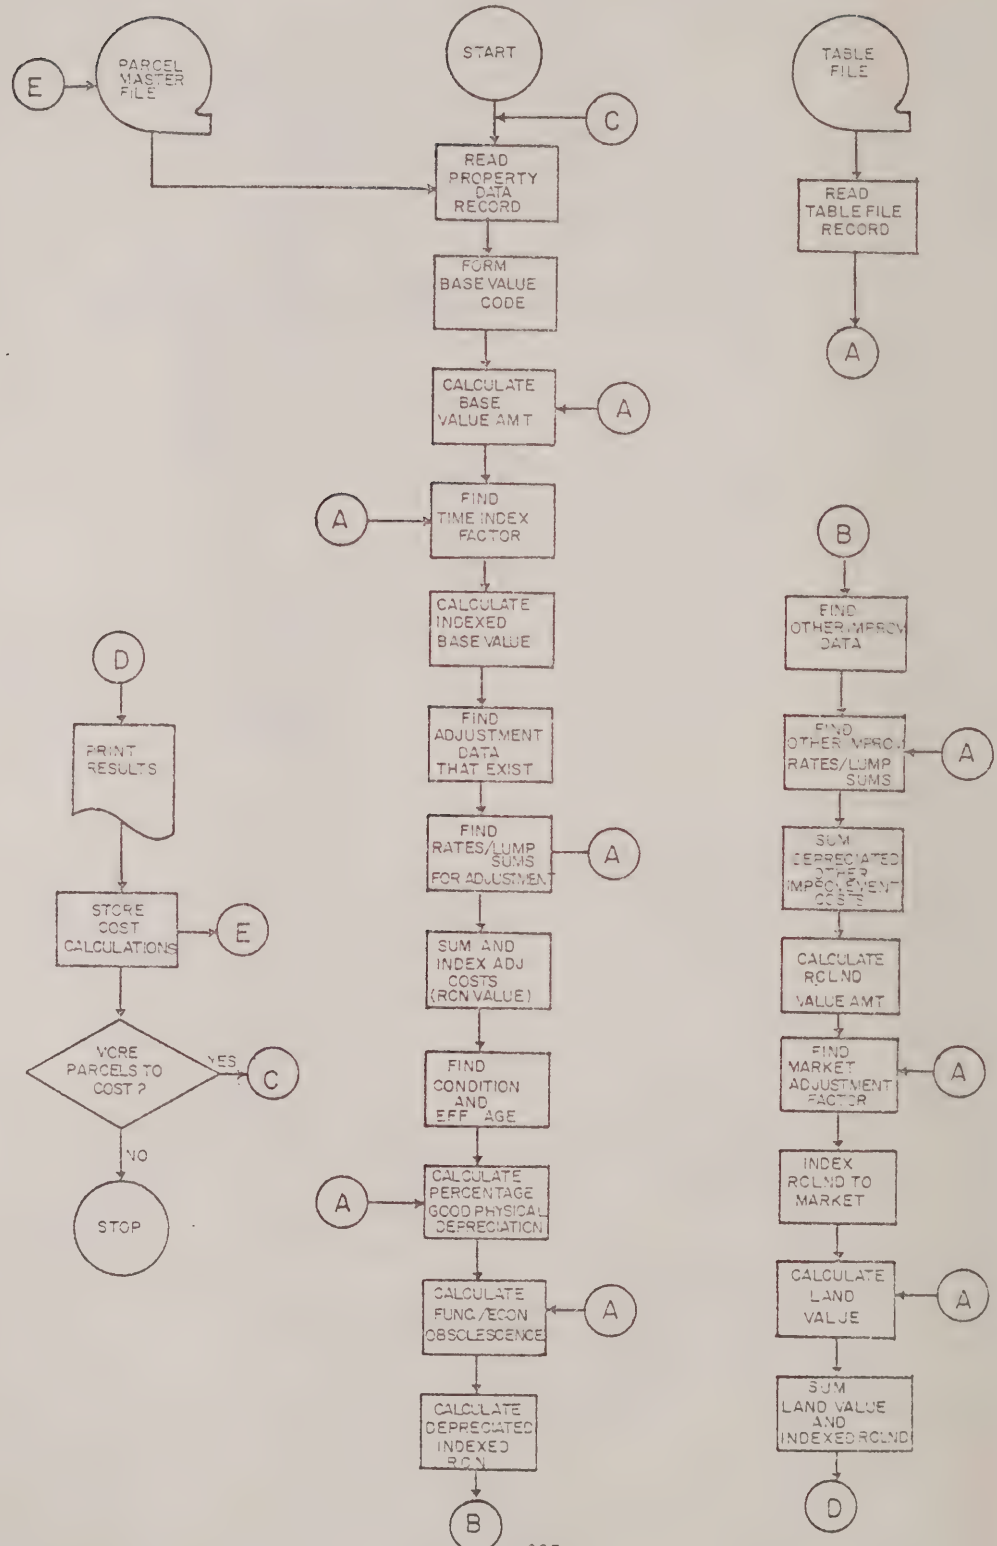 E
PARCEL
MASTER
FILE
START
C
READ
PROPERTY
DATA
RECORD
FORM
BASE VALUE
CODE
CALCULATE
BASE
VALUE AMT
A
A
FIND
TIME INDEX
FACTOR
CALCULATE
INDEXED
BASE VALUE
FIND
ADJUSTMENT
DATA
THAT EXIST
FIND
RATES/LUMP
SUMS
FOR ADJUSTMENT
A
SUM AND
INDEX ADJ
COSTS
(RCN VALUE)
FIND
CONDITION
AND
EFF AGE
A
CALCULATE
PERCENTAGE
GOOD PHYSICAL
DEPRECIATION
CALCULATE
FUNC./ECON
OBSOLESCENCE
A
CALCULATE
DEPRECIATED
INDEXED
RCN
B
TABLE
FILE
READ
TABLE FILE
RECORD
A
B
FIND
OTHER IMPROV
DATA
FIND
OTHER IMPROV
RATES/LUMP
SUMS
A
SUM
DEPRECIATED
OTHER
IMPROVEMENT
COSTS
CALCULATE
RCLND
VALUE AMT
FIND
MARKET
ADJUSTMENT
FACTOR
A
INDEX
RCLND TO
MARKET
CALCULATE
LAND
VALUE
A
SUM
LAND VALUE
AND
INDEXED RCLND
D
D
PRINT
RESULTS
STORE
COST
CALCULATIONS
E
MORE
PARCELS TO
COST?
YES
C
NO
STOP